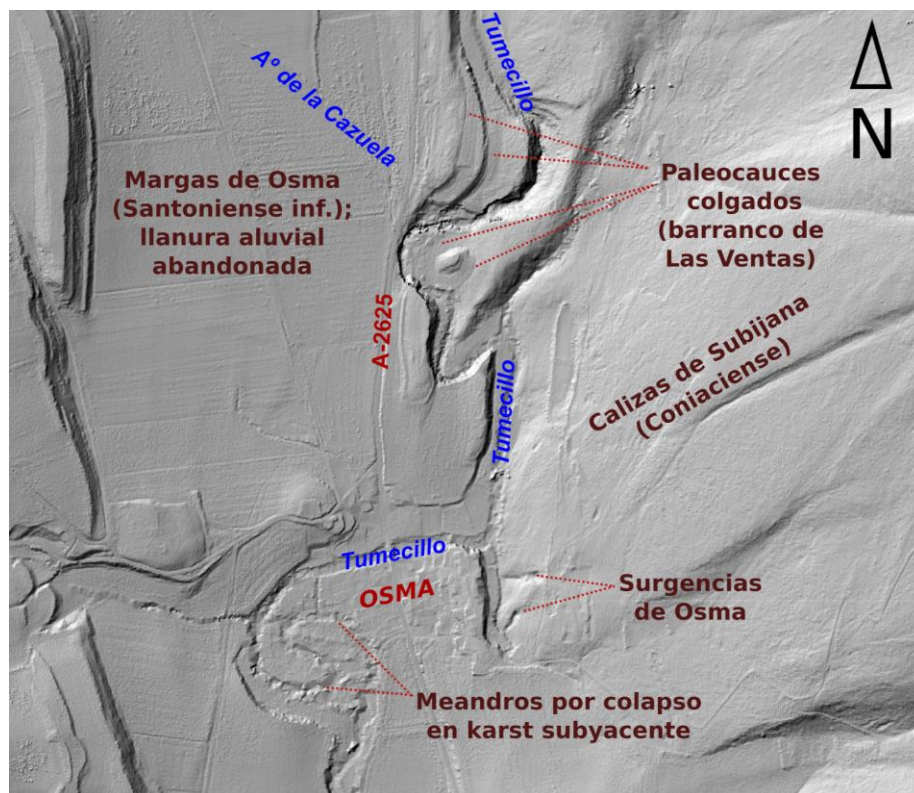 Tumecillo
Aº de la Cazuela
N
Margas de Osma
(Santoniense inf.);
llanura aluvial
abandonada
Paleocauces
colgados
(barranco de
Las Ventas)
A-2625
Calizas de Subijana
(Coniaciense)
Tumecillo
Tumecillo
OSMA
Surgencias
de Osma
Meandros por colapso
en karst subyacente